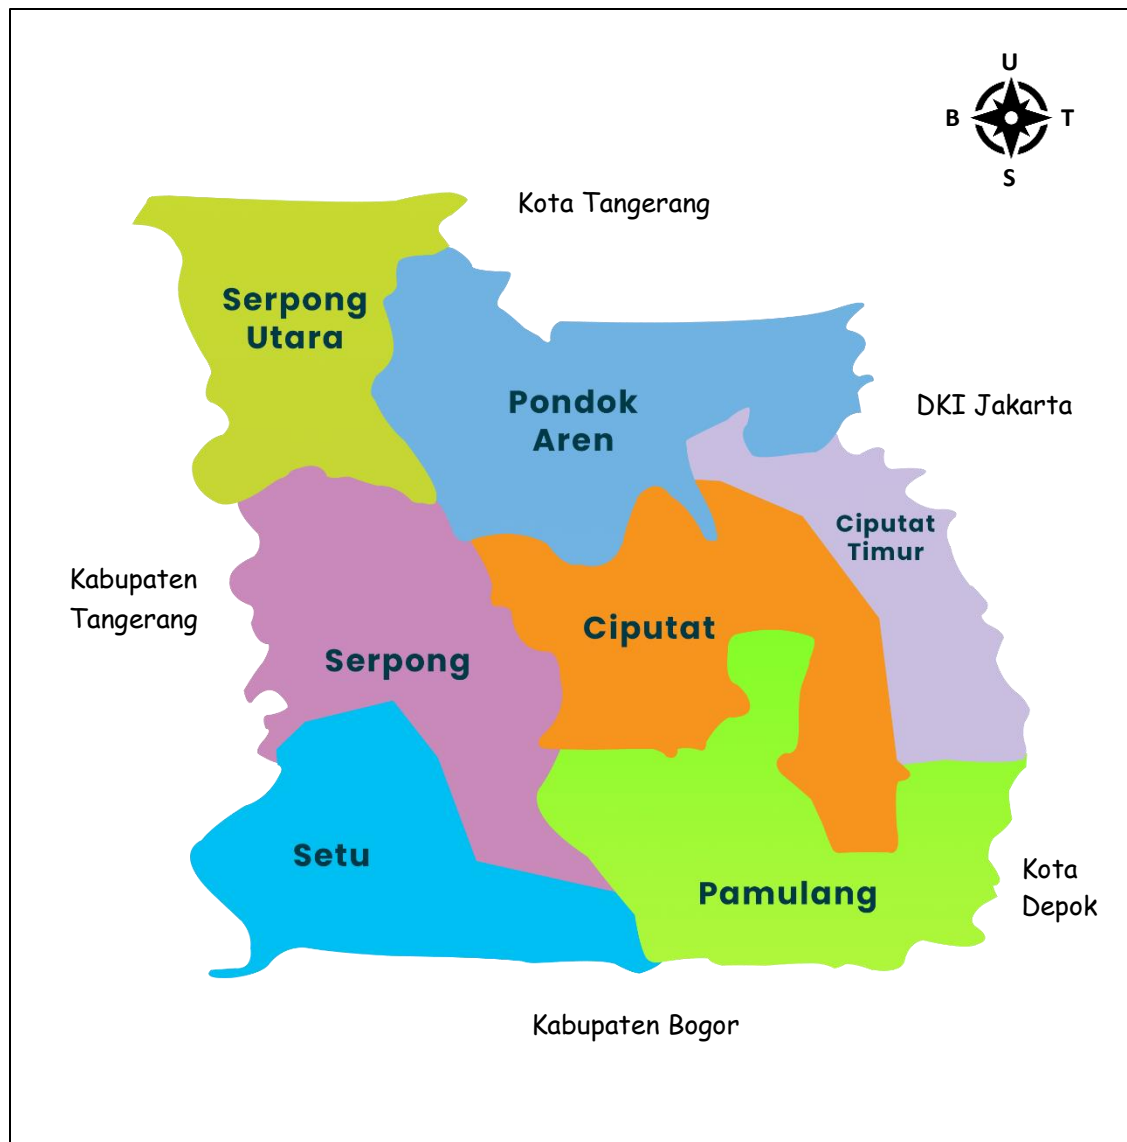 U
B
T
S
Kota Tangerang
Serpong
Utara
Pondok
Aren
DKI Jakarta
Ciputat
Timur
Kabupaten
Tangerang
Ciputat
Serpong
Setu
Pamulang
Kota
Depok
Kabupaten Bogor